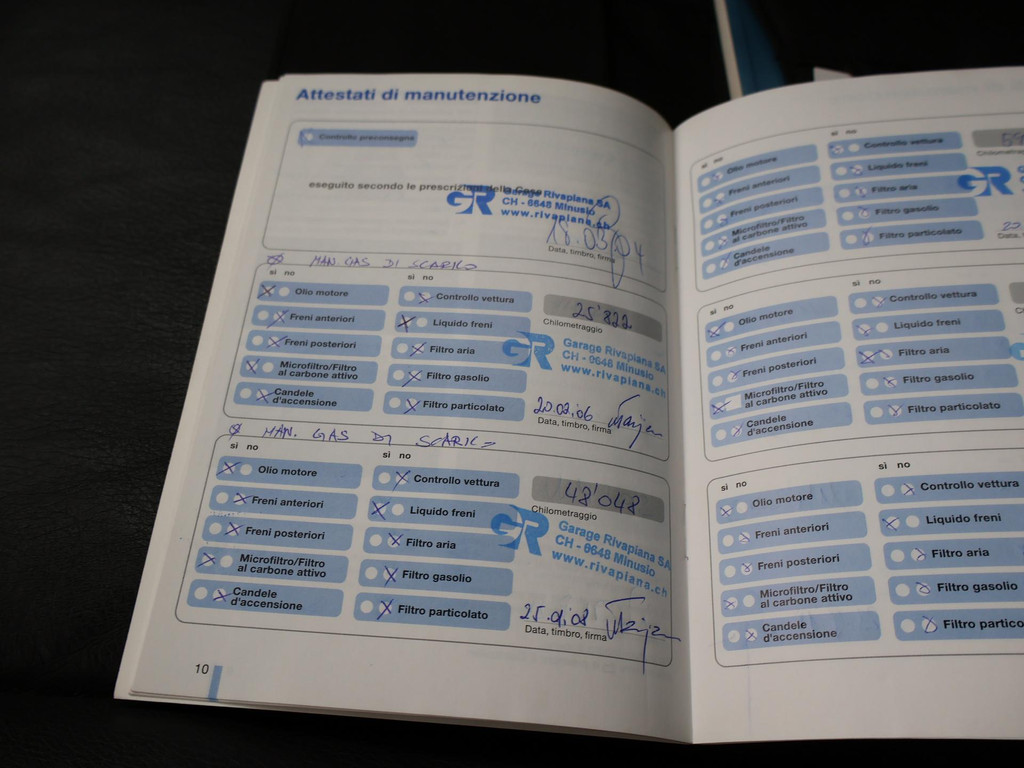 Attestati di manutenzione
Controllo preconsegna
eseguito secondo le prescrizioni della Casa
GR Garage Rivapiana SA
CH - 6648 Minusio
www.rivapiana.ch
18.03.04
Data, timbro, firma
MAN. GAS DI SCARICO
si no
si no
Olio motore
Controllo vettura
25'822
Chilometraggio
Freni anteriori
Liquido freni
Freni posteriori
Filtro aria
GR Garage Rivapiana SA
CH - 6648 Minusio
www.rivapiana.ch
Microfiltro/Filtro
al carbone attivo
Filtro gasolio
Candele
d'accensione
Filtro particolato
20.02.06
Data, timbro, firma
MAN. GAS DI SCARICO
si no
si no
Olio motore
Controllo vettura
48'048
Chilometraggio
Freni anteriori
Liquido freni
Freni posteriori
Filtro aria
GR Garage Rivapiana SA
CH - 6648 Minusio
www.rivapiana.ch
Microfiltro/Filtro
al carbone attivo
Filtro gasolio
Candele
d'accensione
Filtro particolato
Data, timbro, firma
10
si no
si no
Olio motore
Controllo vettura
Freni anteriori
Liquido freni
Freni posteriori
Filtro aria
GR
Microfiltro/Filtro
al carbone attivo
Filtro gasolio
Candele
d'accensione
Filtro particolato
si no
si no
Olio motore
Controllo vettura
Freni anteriori
Liquido freni
Freni posteriori
Filtro aria
Microfiltro/Filtro
al carbone attivo
Filtro gasolio
Candele
d'accensione
Filtro particolato
si no
si no
Olio motore
Controllo vettura
Freni anteriori
Liquido freni
Freni posteriori
Filtro aria
Microfiltro/Filtro
al carbone attivo
Filtro gasolio
Candele
d'accensione
Filtro partico